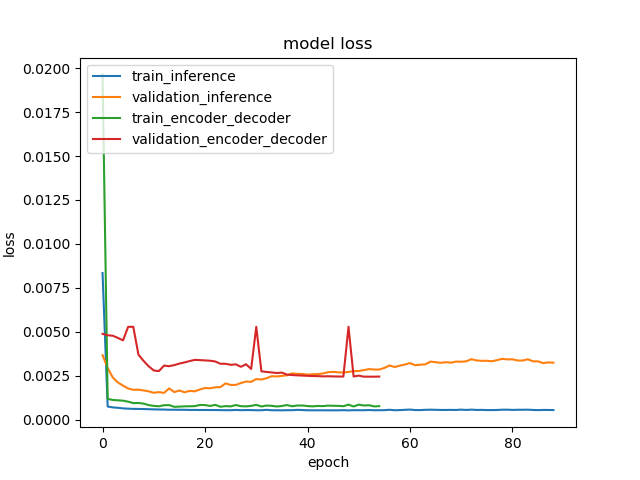 model loss
train_inference
validation_inference
train_encoder_decoder
validation_encoder_decoder
0.0200
0.0175
0.0150
0.0125
0.0100
0.0075
0.0050
0.0025
0.0000
loss
0 20 40 60 80
epoch